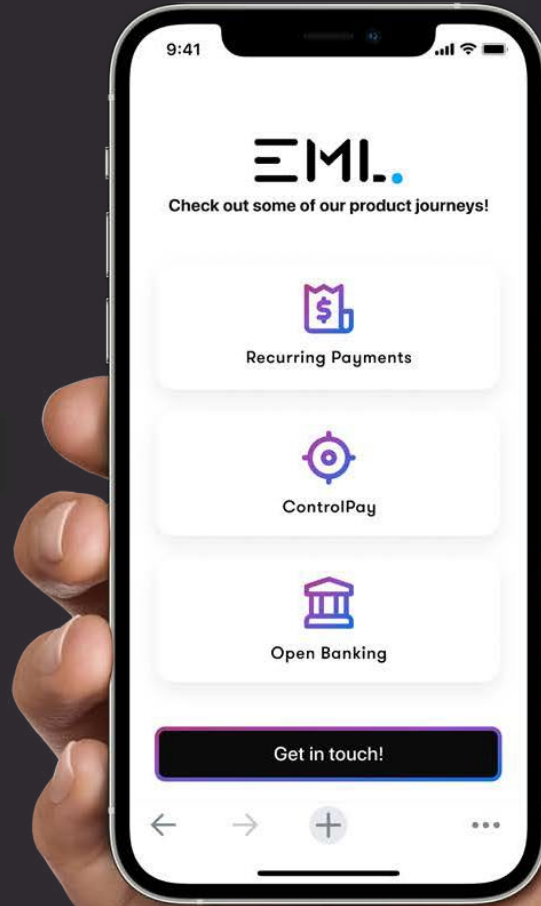 9:41
EML.
Check out some of our product journeys!
$
Recurring Payments
ControlPay
Open Banking
Get in touch!